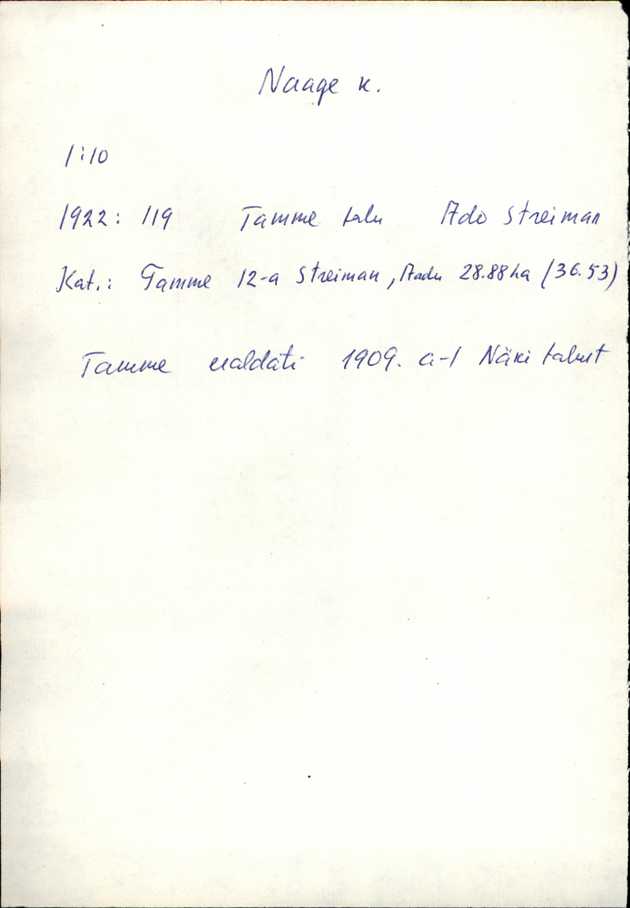 Naage k.
1:10
1922: 119 Tamme talu Ado Streiman
Kat.: Tamme 12-a Streiman, Aadu 28.88 ha (36.53)
Tamme eraldati 1909. a-l Näki talust